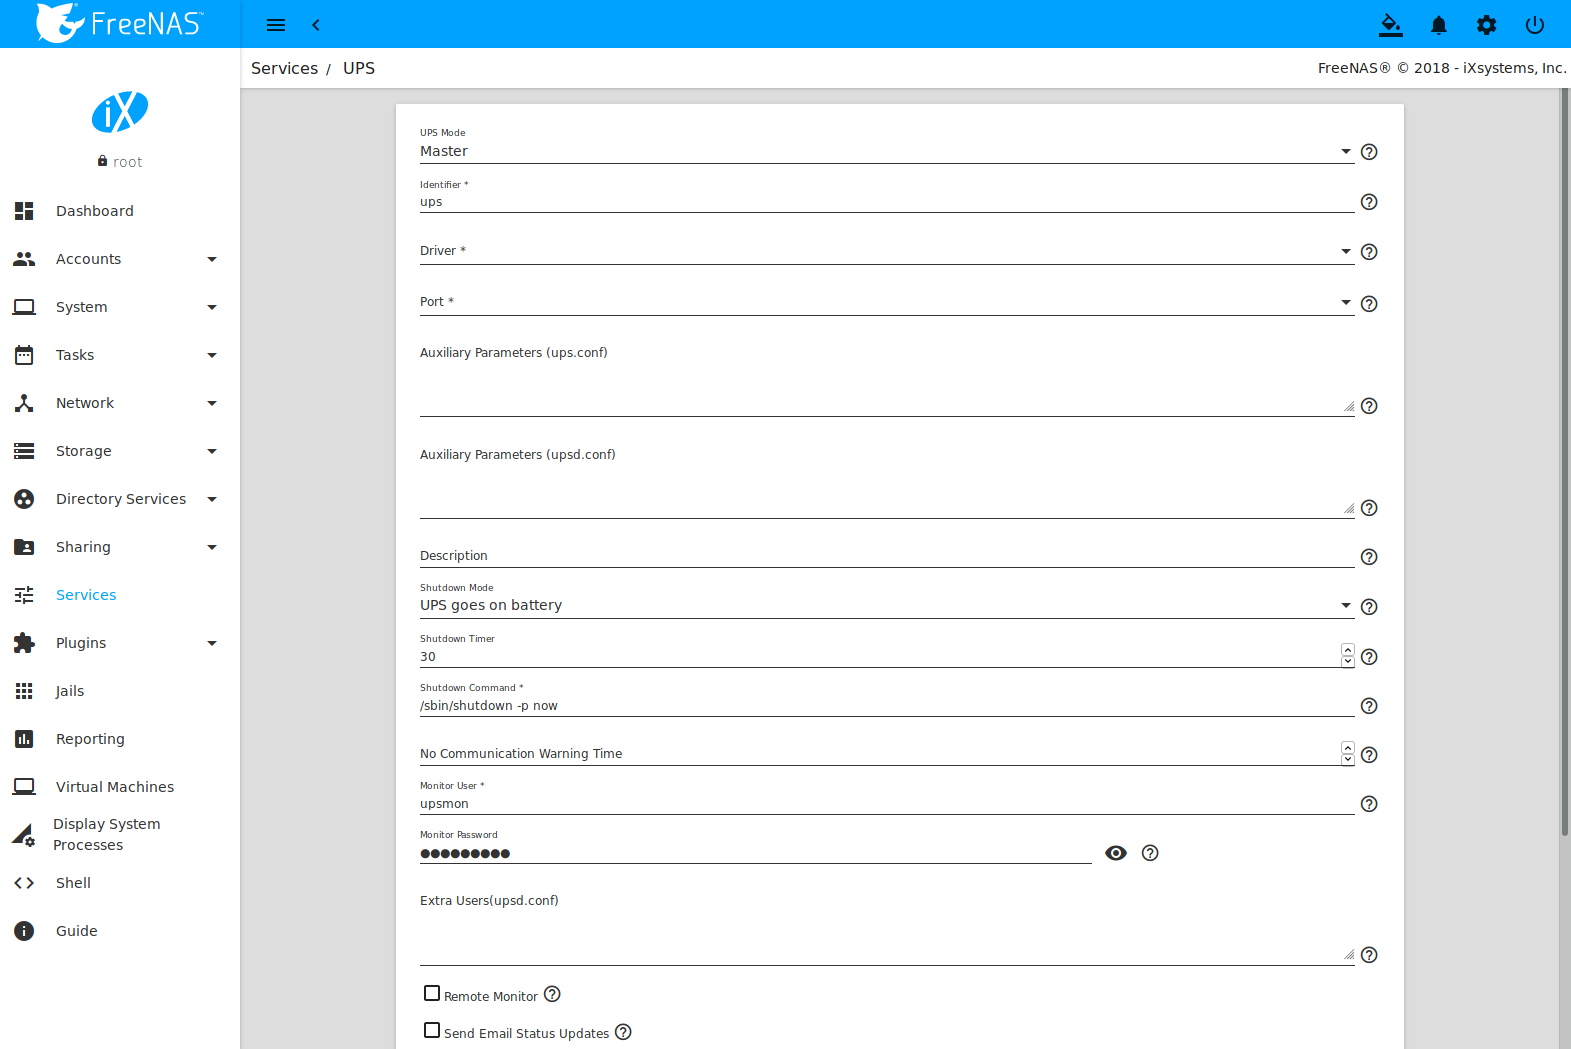 FreeNAS™
Services / UPS
FreeNAS® © 2018 - iXsystems, Inc.
iX
root
Dashboard
Accounts
System
Tasks
Network
Storage
Directory Services
Sharing
Services
Plugins
Jails
Reporting
Virtual Machines
Display System
Processes
Shell
Guide
UPS Mode
Master
Identifier *
ups
Driver *
Port *
Auxiliary Parameters (ups.conf)
Auxiliary Parameters (upsd.conf)
Description
Shutdown Mode
UPS goes on battery
Shutdown Timer
30
Shutdown Command *
/sbin/shutdown -p now
No Communication Warning Time
Monitor User *
upsmon
Monitor Password
●●●●●●●●●
Extra Users(upsd.conf)
Remote Monitor
Send Email Status Updates